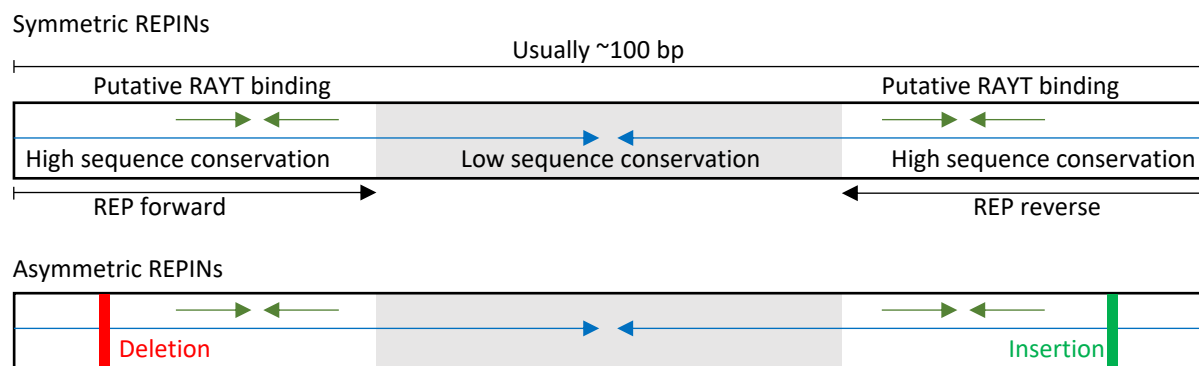 Symmetric REPINs
Usually ~100 bp
Putative RAYT binding Putative RAYT binding
High sequence conservation Low sequence conservation High sequence conservation
REP forward REP reverse
Asymmetric REPINs
Deletion Insertion